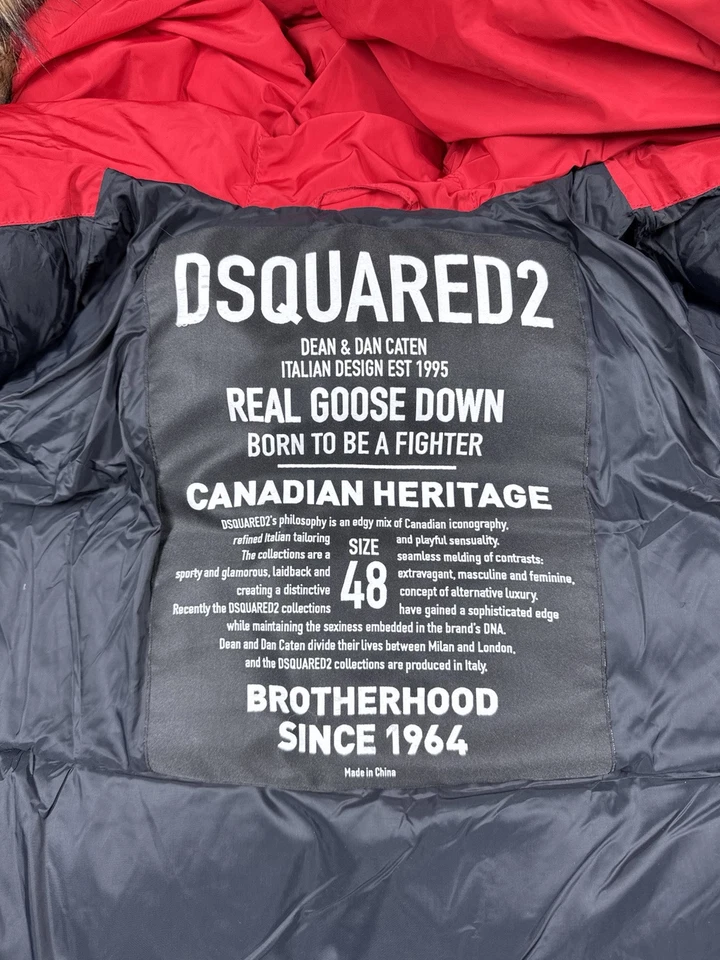 DSQUARED2
DEAN & DAN CATEN
ITALIAN DESIGN EST 1995
REAL GOOSE DOWN
BORN TO BE A FIGHTER
CANADIAN HERITAGE
DSQUARED2's philosophy is an edgy mix of Canadian iconography,
refined Italian tailoring and playful sensuality.
The collections are a SIZE seamless melding of contrasts:
sporty and glamorous, laidback and 48 extravagant, masculine and feminine,
creating a distinctive concept of alternative luxury.
Recently the DSQUARED2 collections have gained a sophisticated edge
while maintaining the sexiness embedded in the brand's DNA.
Dean and Dan Caten divide their lives between Milan and London,
and the DSQUARED2 collections are produced in Italy.
BROTHERHOOD
SINCE 1964
Made in China